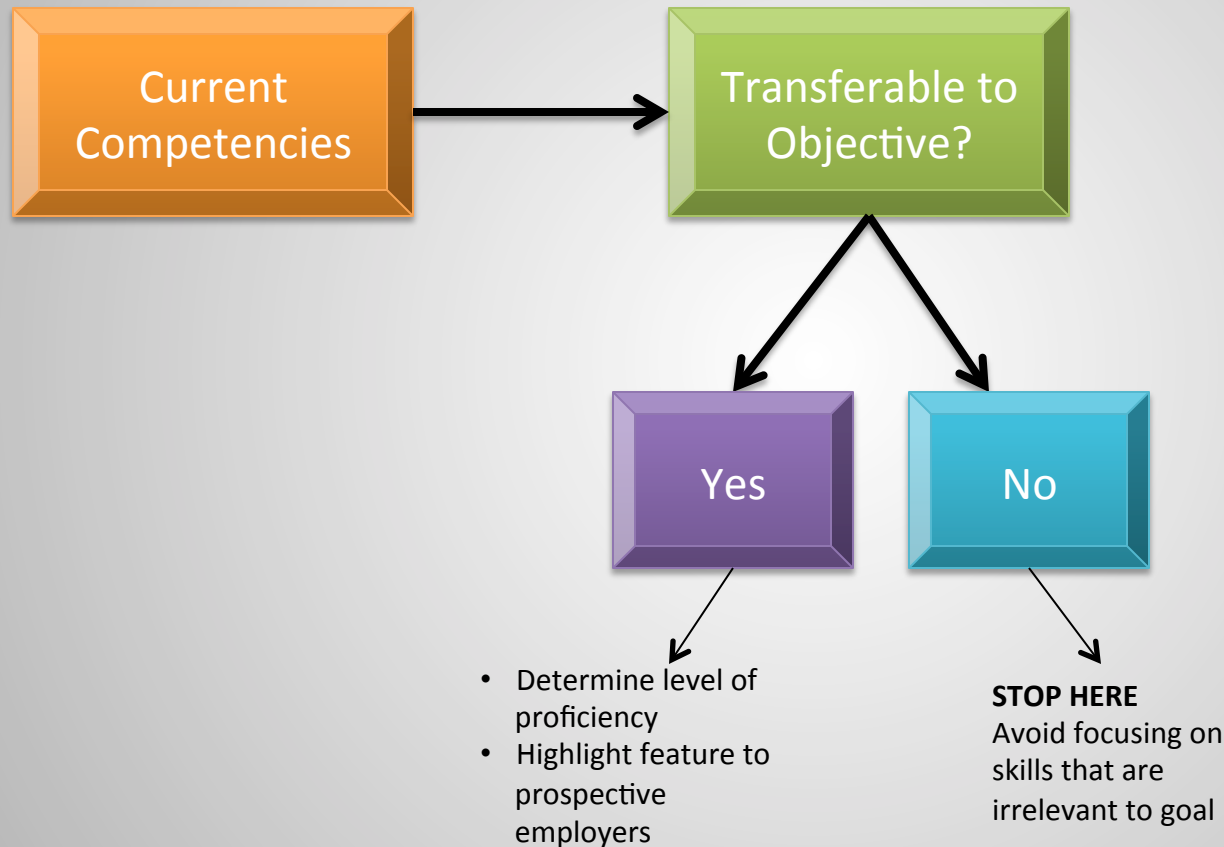 Current
Competencies
Transferable to
Objective?
Yes
No
• Determine level of
proficiency
• Highlight feature to
prospective
employers
STOP HERE
Avoid focusing on
skills that are
irrelevant to goal